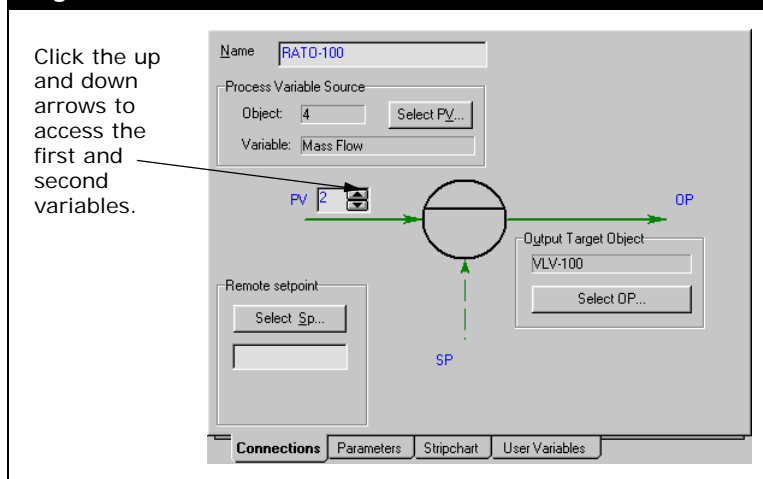 Click the up
and down
arrows to
access the
first and
second
variables.
Name RATO-100
Process Variable Source
Object: 4 Select PV...
Variable: Mass Flow
PV 2
OP
Output Target Object
VLV-100
Select OP...
Remote setpoint
Select Sp...
SP
Connections Parameters Stripchart User Variables